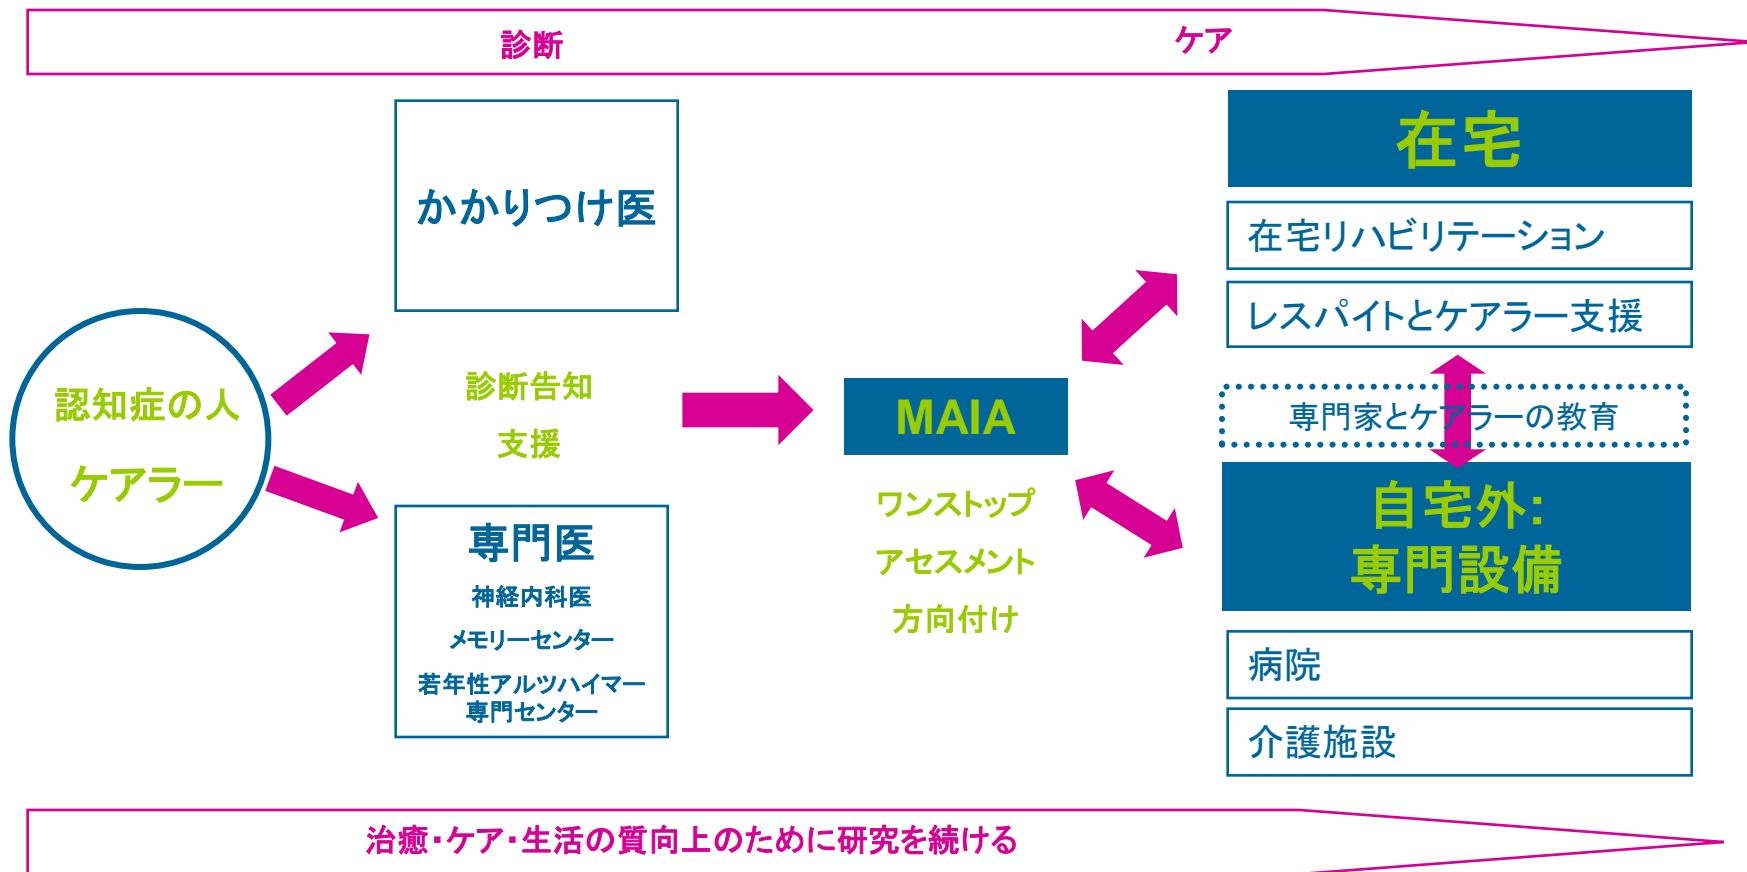 診断
ケア
認知症の人
ケアラー
かかりつけ医
診断告知
支援
専門医
神経内科医
メモリーセンター
若年性アルツハイマー
専門センター
MAIA
ワンストップ
アセスメント
方向付け
在宅
在宅リハビリテーション
レスパイトとケアラー支援
専門家とケアラーの教育
自宅外:
専門設備
病院
介護施設
治癒・ケア・生活の質向上のために研究を続ける